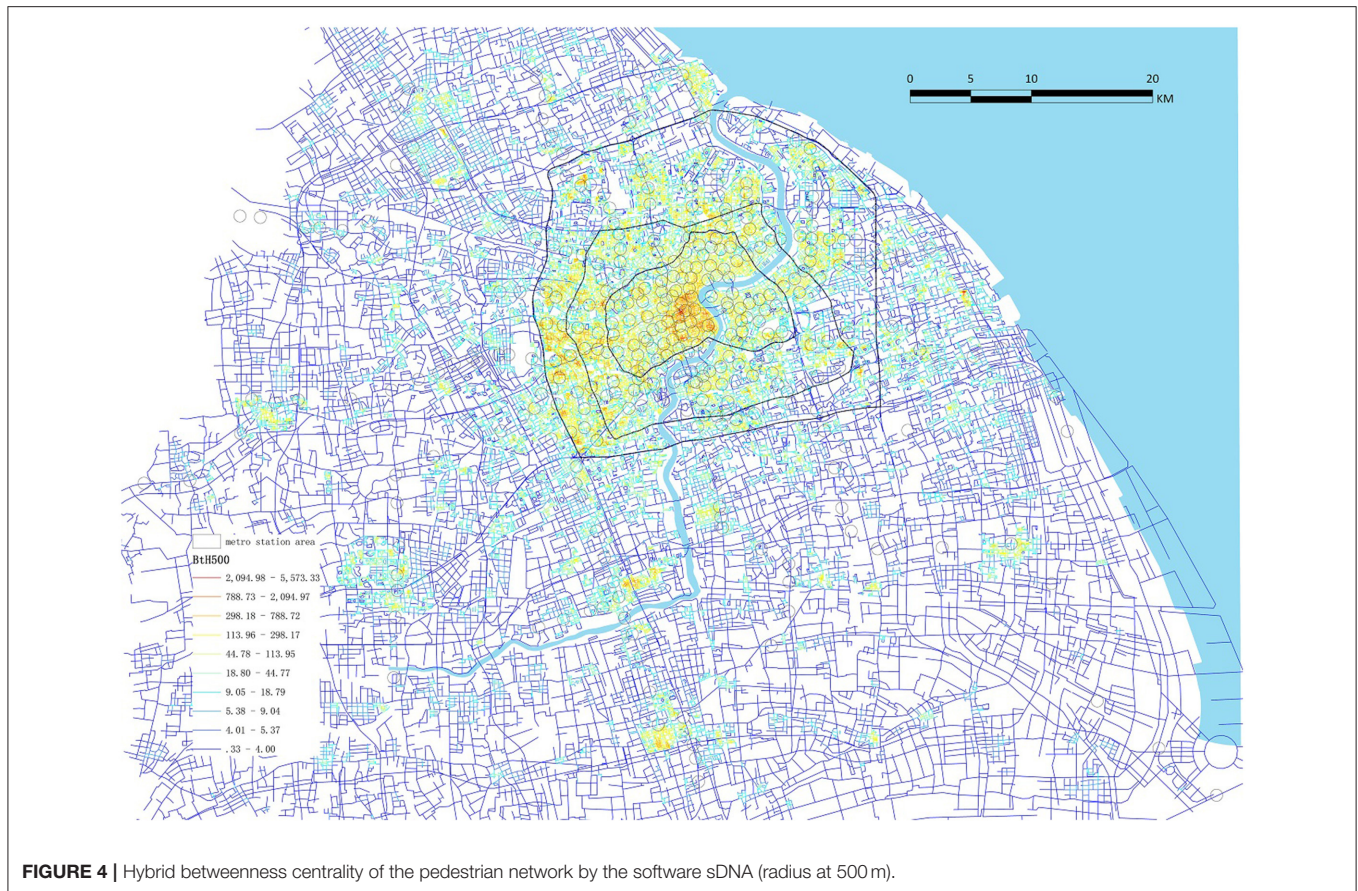 0 5 10 20
KM
metro station area
BtH500
2,094.98 - 5,573.33
788.73 - 2,094.97
298.18 - 788.72
113.96 - 298.17
44.78 - 113.95
18.80 - 44.77
9.05 - 18.79
5.38 - 9.04
4.01 - 5.37
.33 - 4.00
FIGURE 4 | Hybrid betweenness centrality of the pedestrian network by the software sDNA (radius at 500 m).